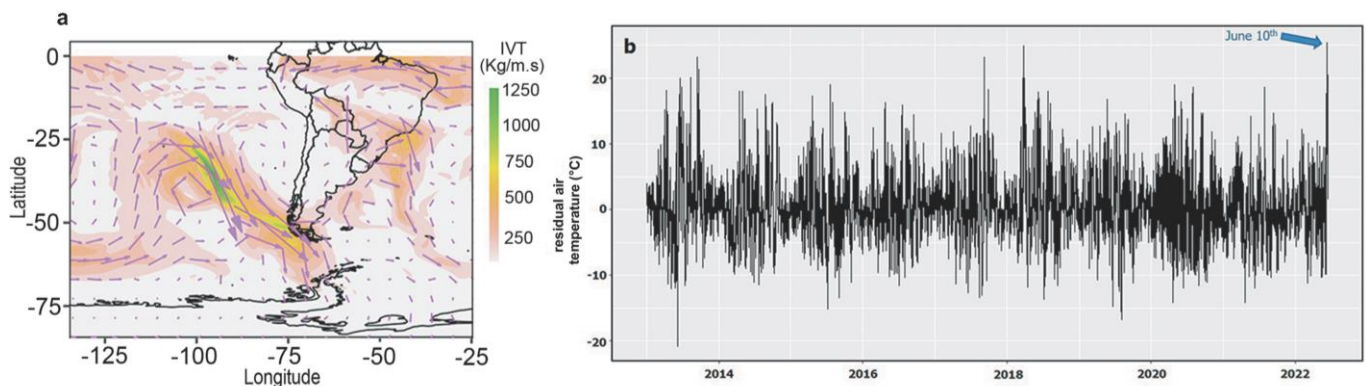 a
IVT
(Kg/m.s)
1250
1000
750
500
250
0
-25
-50
-75
Latitude
-125
-100
-75
-50
-25
Longitude
b
June 10th
20
10
0
-10
-20
residual air
temperature (°C)
2014
2016
2018
2020
2022